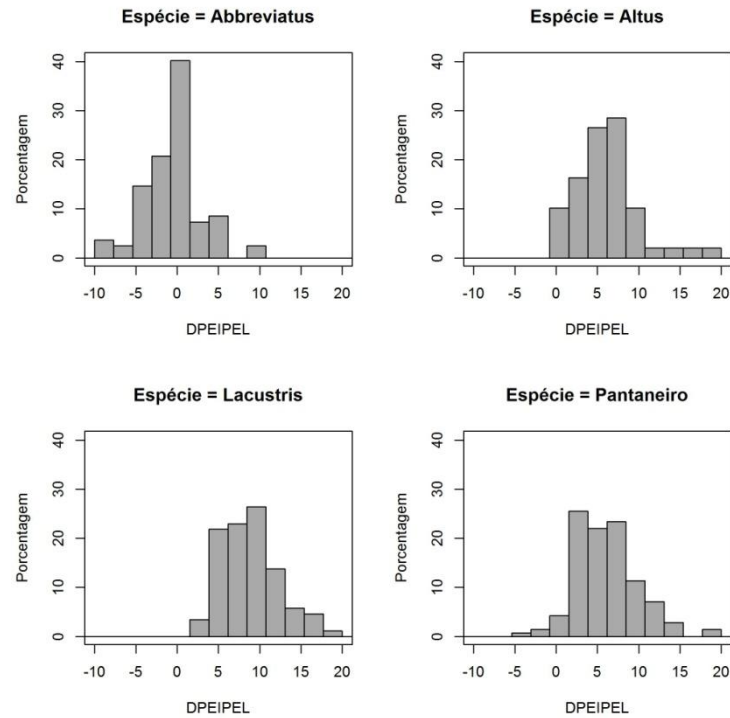 Espécie = Abbreviatus
Porcentagem
40
30
20
10
0
-10 -5 0 5 10 15 20
DPEIPEL
Espécie = Altus
Porcentagem
40
30
20
10
0
-10 -5 0 5 10 15 20
DPEIPEL
Espécie = Lacustris
Porcentagem
40
30
20
10
0
-10 -5 0 5 10 15 20
DPEIPEL
Espécie = Pantaneiro
Porcentagem
40
30
20
10
0
-10 -5 0 5 10 15 20
DPEIPEL